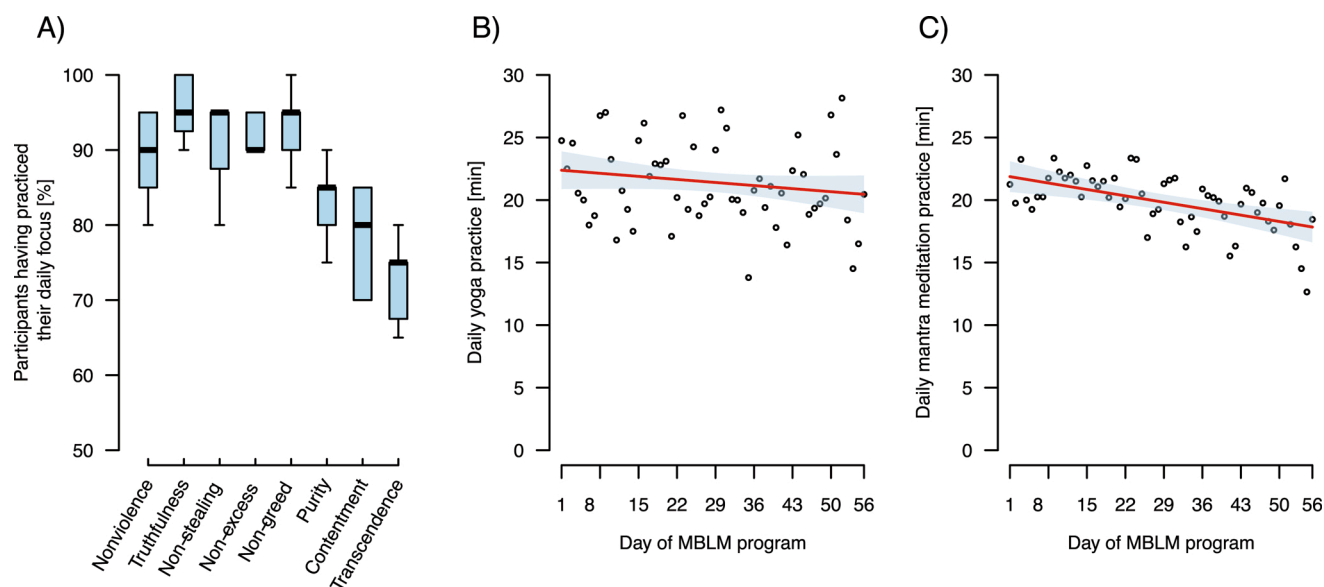 A)
Participants having practiced
their daily focus [%]
100
90
80
70
60
50
Nonviolence
Truthfulness
Non-stealing
Non-excess
Non-greed
Purity
Contentment
Transcendence
B)
Daily yoga practice [min]
30
25
20
15
10
5
0
1 8 15 22 29 36 43 50 56
Day of MBLM program
C)
Daily mantra meditation practice [min]
30
25
20
15
10
5
0
1 8 15 22 29 36 43 50 56
Day of MBLM program